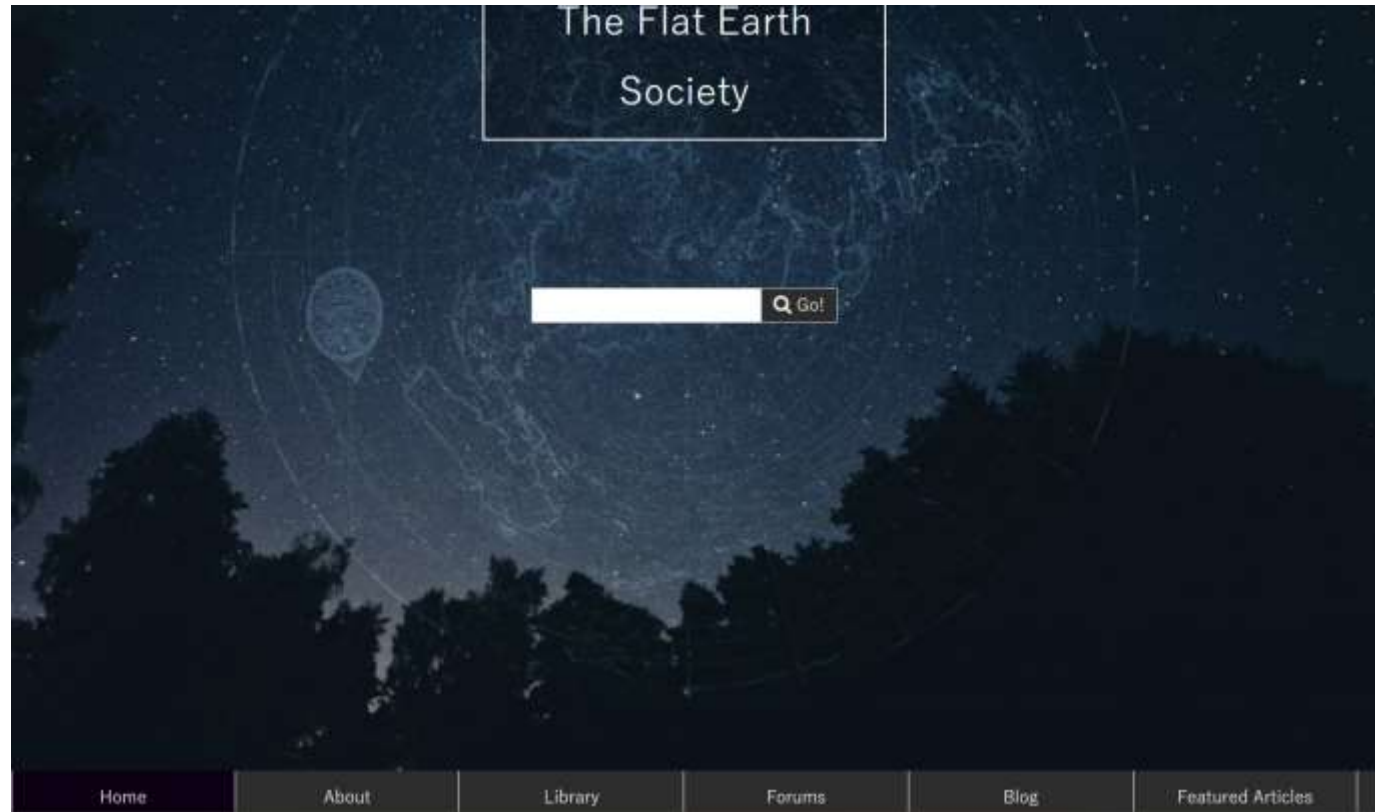 The Flat Earth
Society
Go!
Home
About
Library
Forums
Blog
Featured Articles